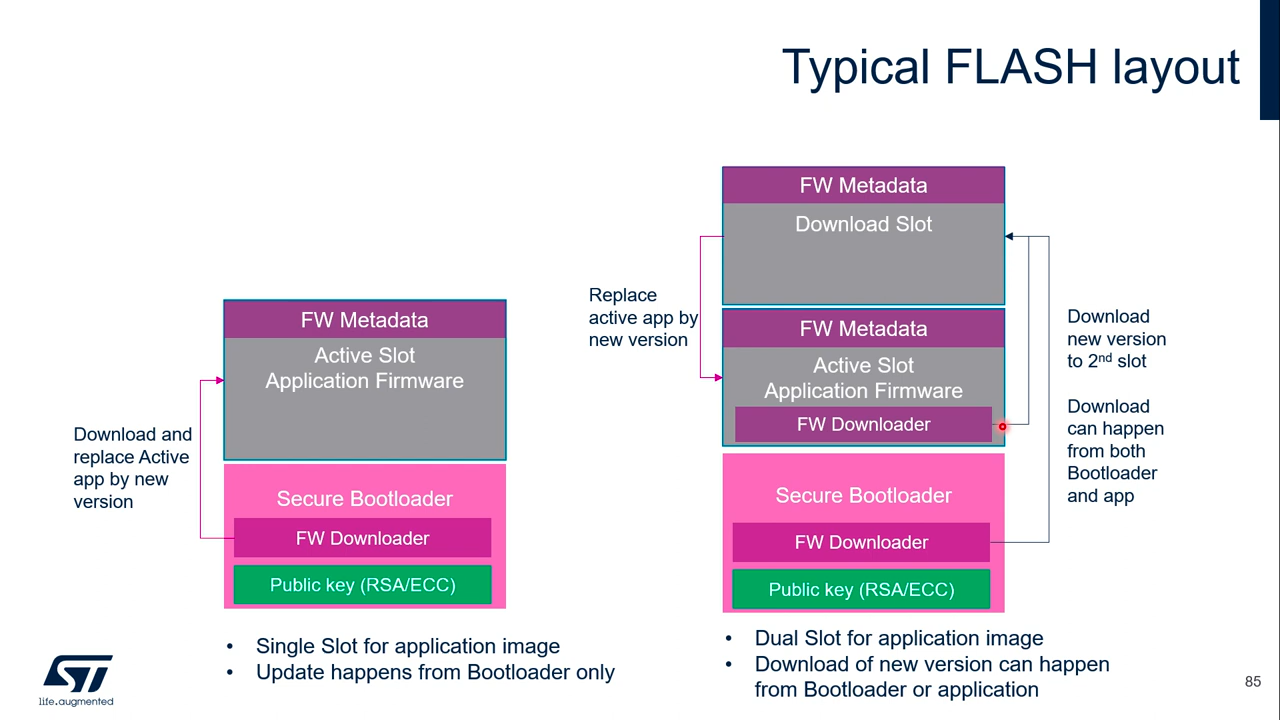 Typical FLASH layout
FW Metadata
Active Slot
Application Firmware
Download and
replace Active
app by new
version
Secure Bootloader
FW Downloader
Public key (RSA/ECC)
• Single Slot for application image
• Update happens from Bootloader only
FW Metadata
Download Slot
Replace
active app by
new version
FW Metadata
Active Slot
Application Firmware
FW Downloader
Download
new version
to 2nd slot
Download
can happen
from both
Bootloader
and app
Secure Bootloader
FW Downloader
Public key (RSA/ECC)
• Dual Slot for application image
• Download of new version can happen
from Bootloader or application
ST
life.augmented
85